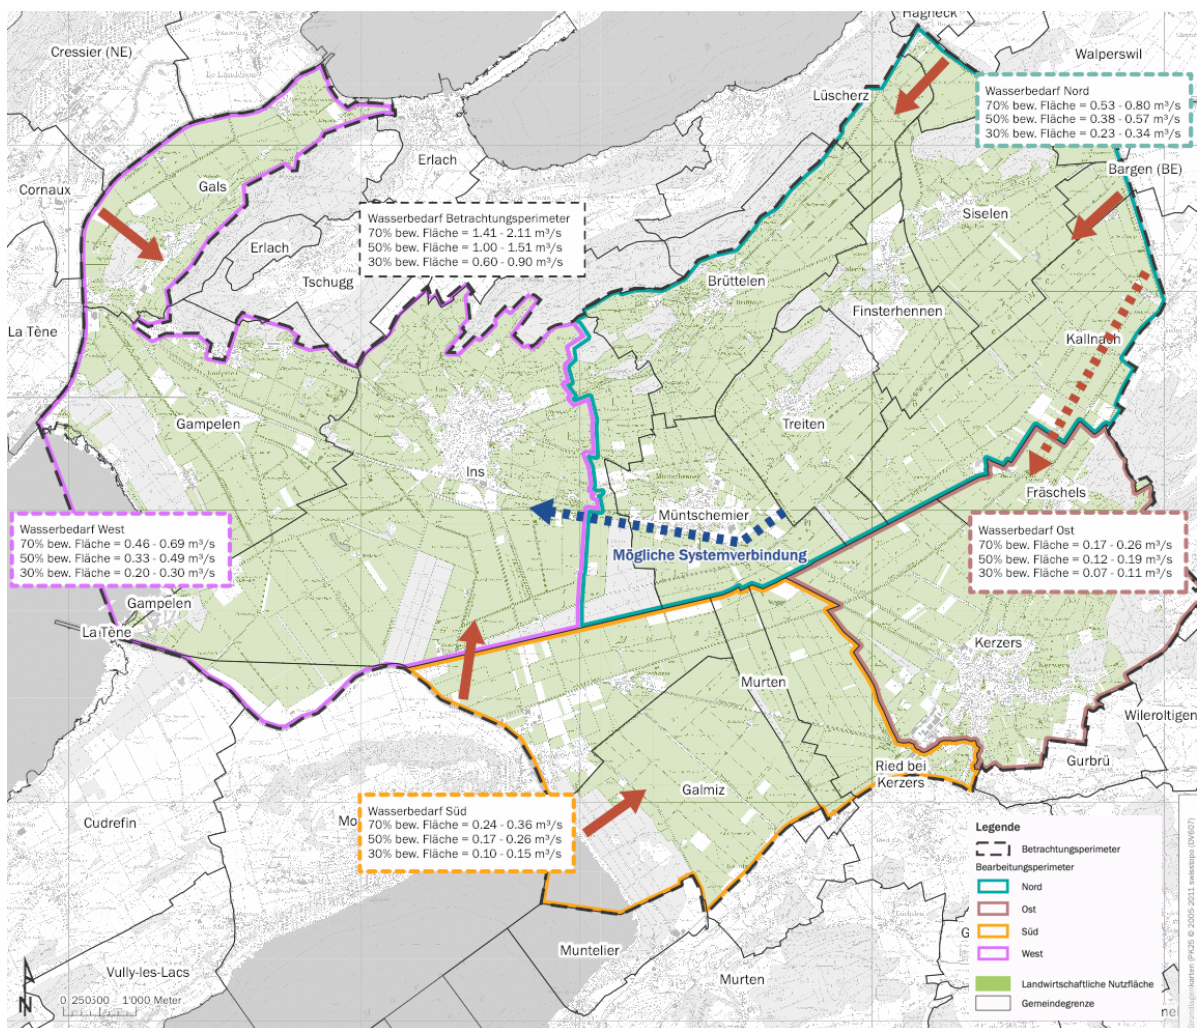 Hagneck
Cressier (NE)
Walperswil
Le Landeron
Lüscherz
Wasserbedarf Nord
70% bew. Fläche = 0.53 - 0.80 m³/s
50% bew. Fläche = 0.38 - 0.57 m³/s
30% bew. Fläche = 0.23 - 0.34 m³/s
Erlach
Bargen (BE)
Cornaux
Gals
Siselen
Wasserbedarf Betrachtungsperimeter
70% bew. Fläche = 1.41 - 2.11 m³/s
50% bew. Fläche = 1.00 - 1.51 m³/s
30% bew. Fläche = 0.60 - 0.90 m³/s
Erlach
Tschugg
Brüttelen
Finsterhennen
La Tène
Kallnach
Gampelen
Treiten
Ins
Fräschels
Müntschemier
Mögliche Systemverbindung
Wasserbedarf West
70% bew. Fläche = 0.46 - 0.69 m³/s
50% bew. Fläche = 0.33 - 0.49 m³/s
30% bew. Fläche = 0.20 - 0.30 m³/s
Wasserbedarf Ost
70% bew. Fläche = 0.17 - 0.26 m³/s
50% bew. Fläche = 0.12 - 0.19 m³/s
30% bew. Fläche = 0.07 - 0.11 m³/s
Gampelen
La Tène
Kerzers
Murten
Wileroltigen
Ried bei
Kerzers
Gurbrü
Galmiz
Wasserbedarf Süd
70% bew. Fläche = 0.24 - 0.36 m³/s
50% bew. Fläche = 0.17 - 0.26 m³/s
30% bew. Fläche = 0.10 - 0.15 m³/s
Cudrefin
Mo
Legende
Betrachtungsperimeter
Bearbeitungsperimeter
Nord
Ost
Süd
West
Landwirtschaftliche Nutzfläche
Gemeindegrenze
Muntelier
Murten
Vully-les-Lacs
G
nel
N
0 250 500 1'000 Meter